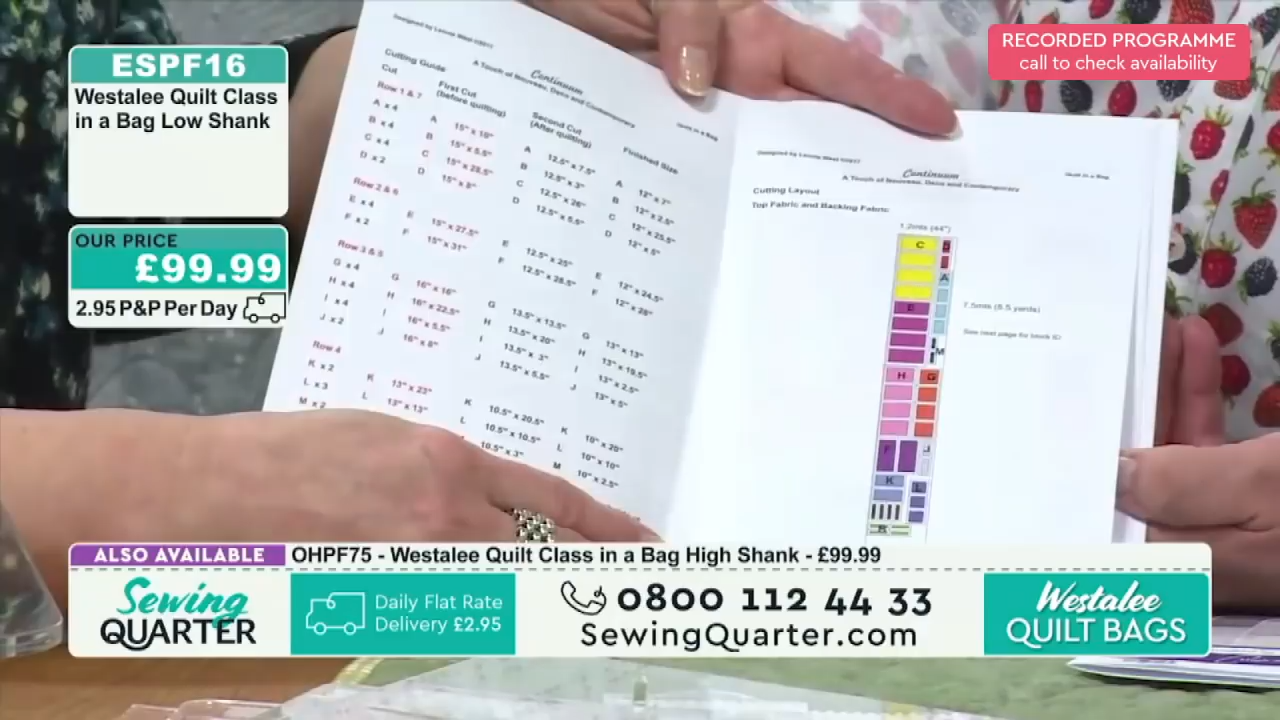 RECORDED PROGRAMME
call to check availability
ESPF16
Westalee Quilt Class
in a Bag Low Shank
OUR PRICE
£99.99
2.95 P&P Per Day
Continuum
A Touch of Nouveau, Deco and Contemporary
Cutting Guide
Cut
First Cut
(before quilting)
Second Cut
(After quilting)
Finished Size
Row 1 & 7
A x 4
A 15" x 10"
A 12.5" x 7.5"
A 12" x 7"
B x 4
B 15" x 5.5"
B 12.5" x 3"
B 12" x 2.5"
C x 4
C 15" x 28.5"
C 12.5" x 26"
C 12" x 25.5"
D x 2
D 15" x 8"
D 12.5" x 5.5"
D 12" x 5"
Row 2 & 6
E x 4
E 15" x 27.5"
E 12.5" x 25"
E 12" x 24.5"
F x 2
F 15" x 31"
F 12.5" x 28.5"
F 12" x 28"
Row 3 & 5
G x 4
G 16" x 16"
G 13.5" x 13.5"
G 13" x 13"
H x 4
H 16" x 22.5"
H 13.5" x 20"
H 13" x 19.5"
I x 4
I 16" x 5.5"
I 13.5" x 3"
I 13" x 2.5"
J x 2
J 16" x 8"
J 13.5" x 5.5"
J 13" x 5"
Row 4
K x 2
K 13" x 23"
K 10.5" x 20.5"
K 10" x 20"
L x 3
L 13" x 13"
L 10.5" x 10.5"
L 10" x 10"
M x 2
10.5" x 3"
M 10" x 2.5"
Continuum
A Touch of Nouveau, Deco and Contemporary
Quilt in a Bag
Cutting Layout
Top Fabric and Backing Fabric
See next page for block ID
C
A
E
M
H
G
F
J
K
L
ALSO AVAILABLE
OHPF75 - Westalee Quilt Class in a Bag High Shank - £99.99
Sewing
QUARTER
Daily Flat Rate
Delivery £2.95
0800 112 44 33
SewingQuarter.com
Westalee
QUILT BAGS